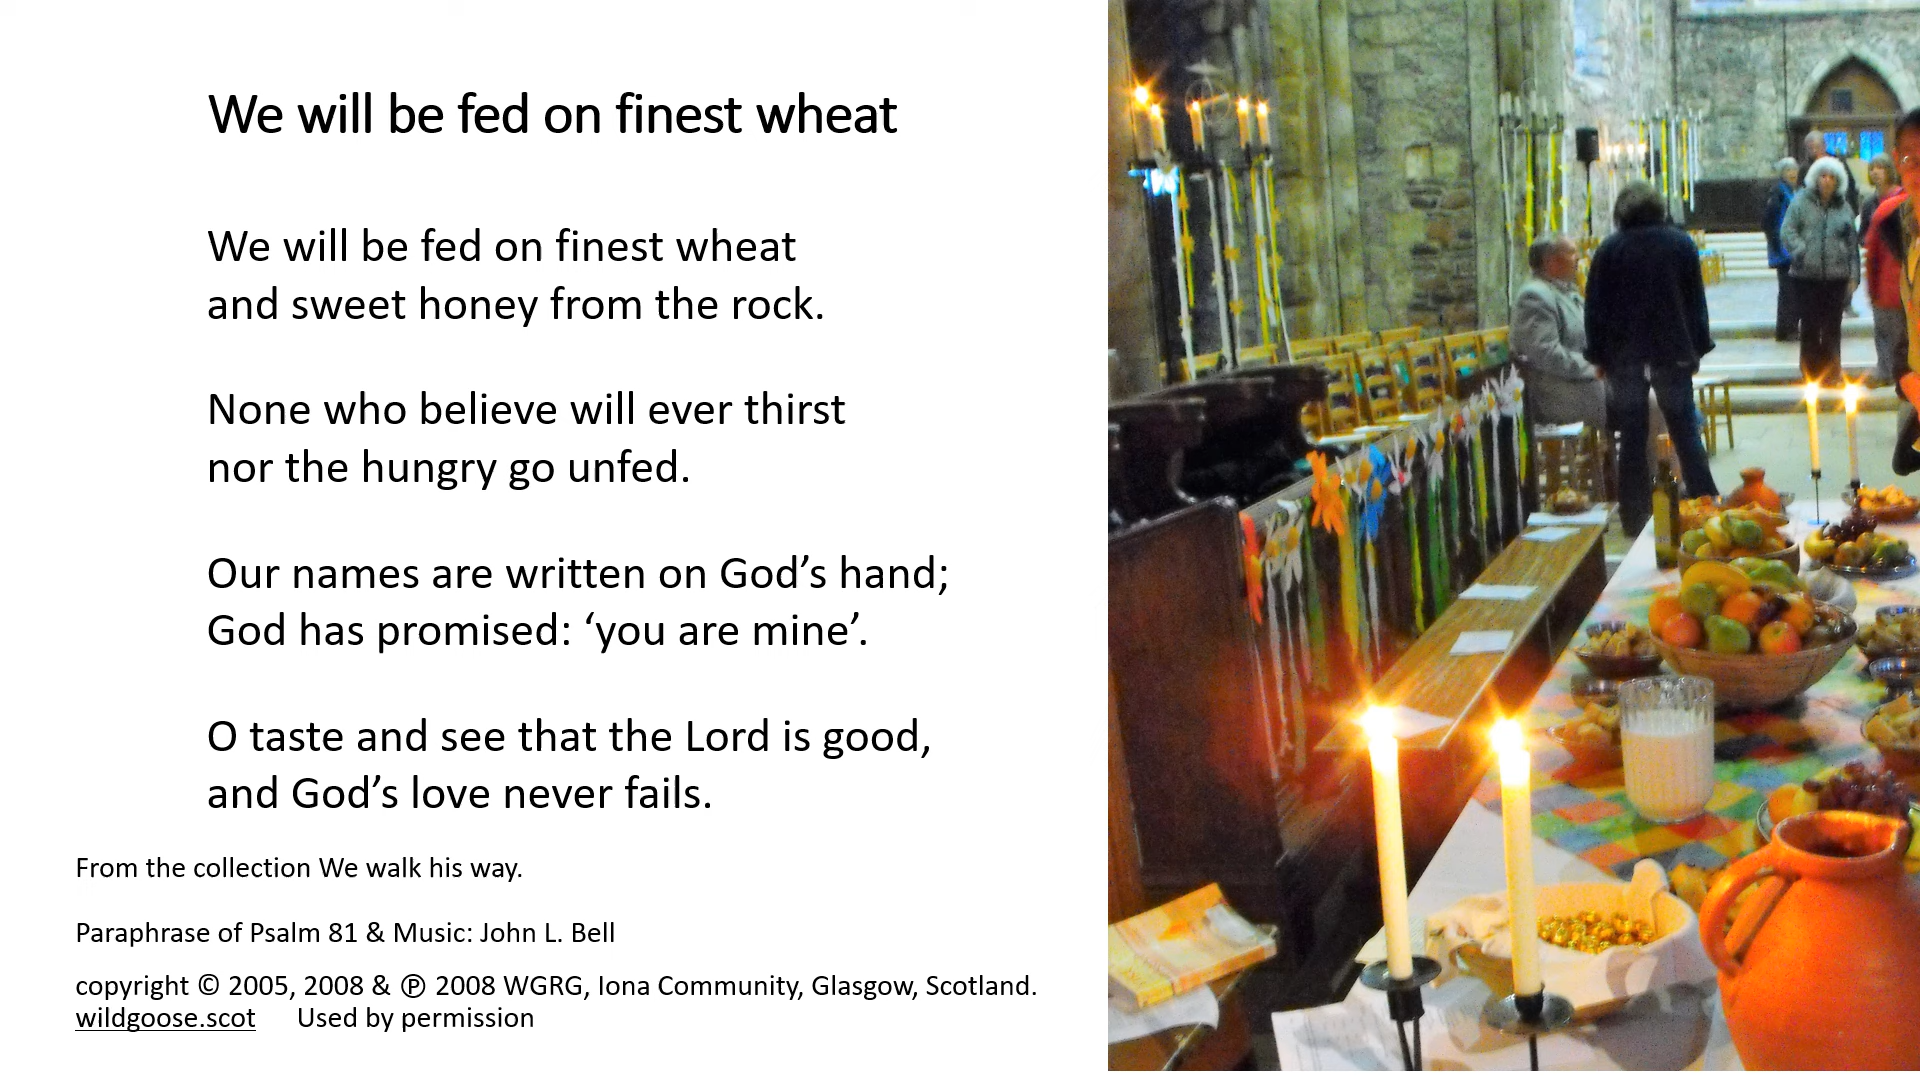 We will be fed on finest wheat
We will be fed on finest wheat
and sweet honey from the rock.
None who believe will ever thirst
nor the hungry go unfed.
Our names are written on God’s hand;
God has promised: ‘you are mine’.
O taste and see that the Lord is good,
and God’s love never fails.
From the collection We walk his way.
Paraphrase of Psalm 81 & Music: John L. Bell
copyright © 2005, 2008 & ℗ 2008 WGRG, Iona Community, Glasgow, Scotland.
wildgoose.scot Used by permission